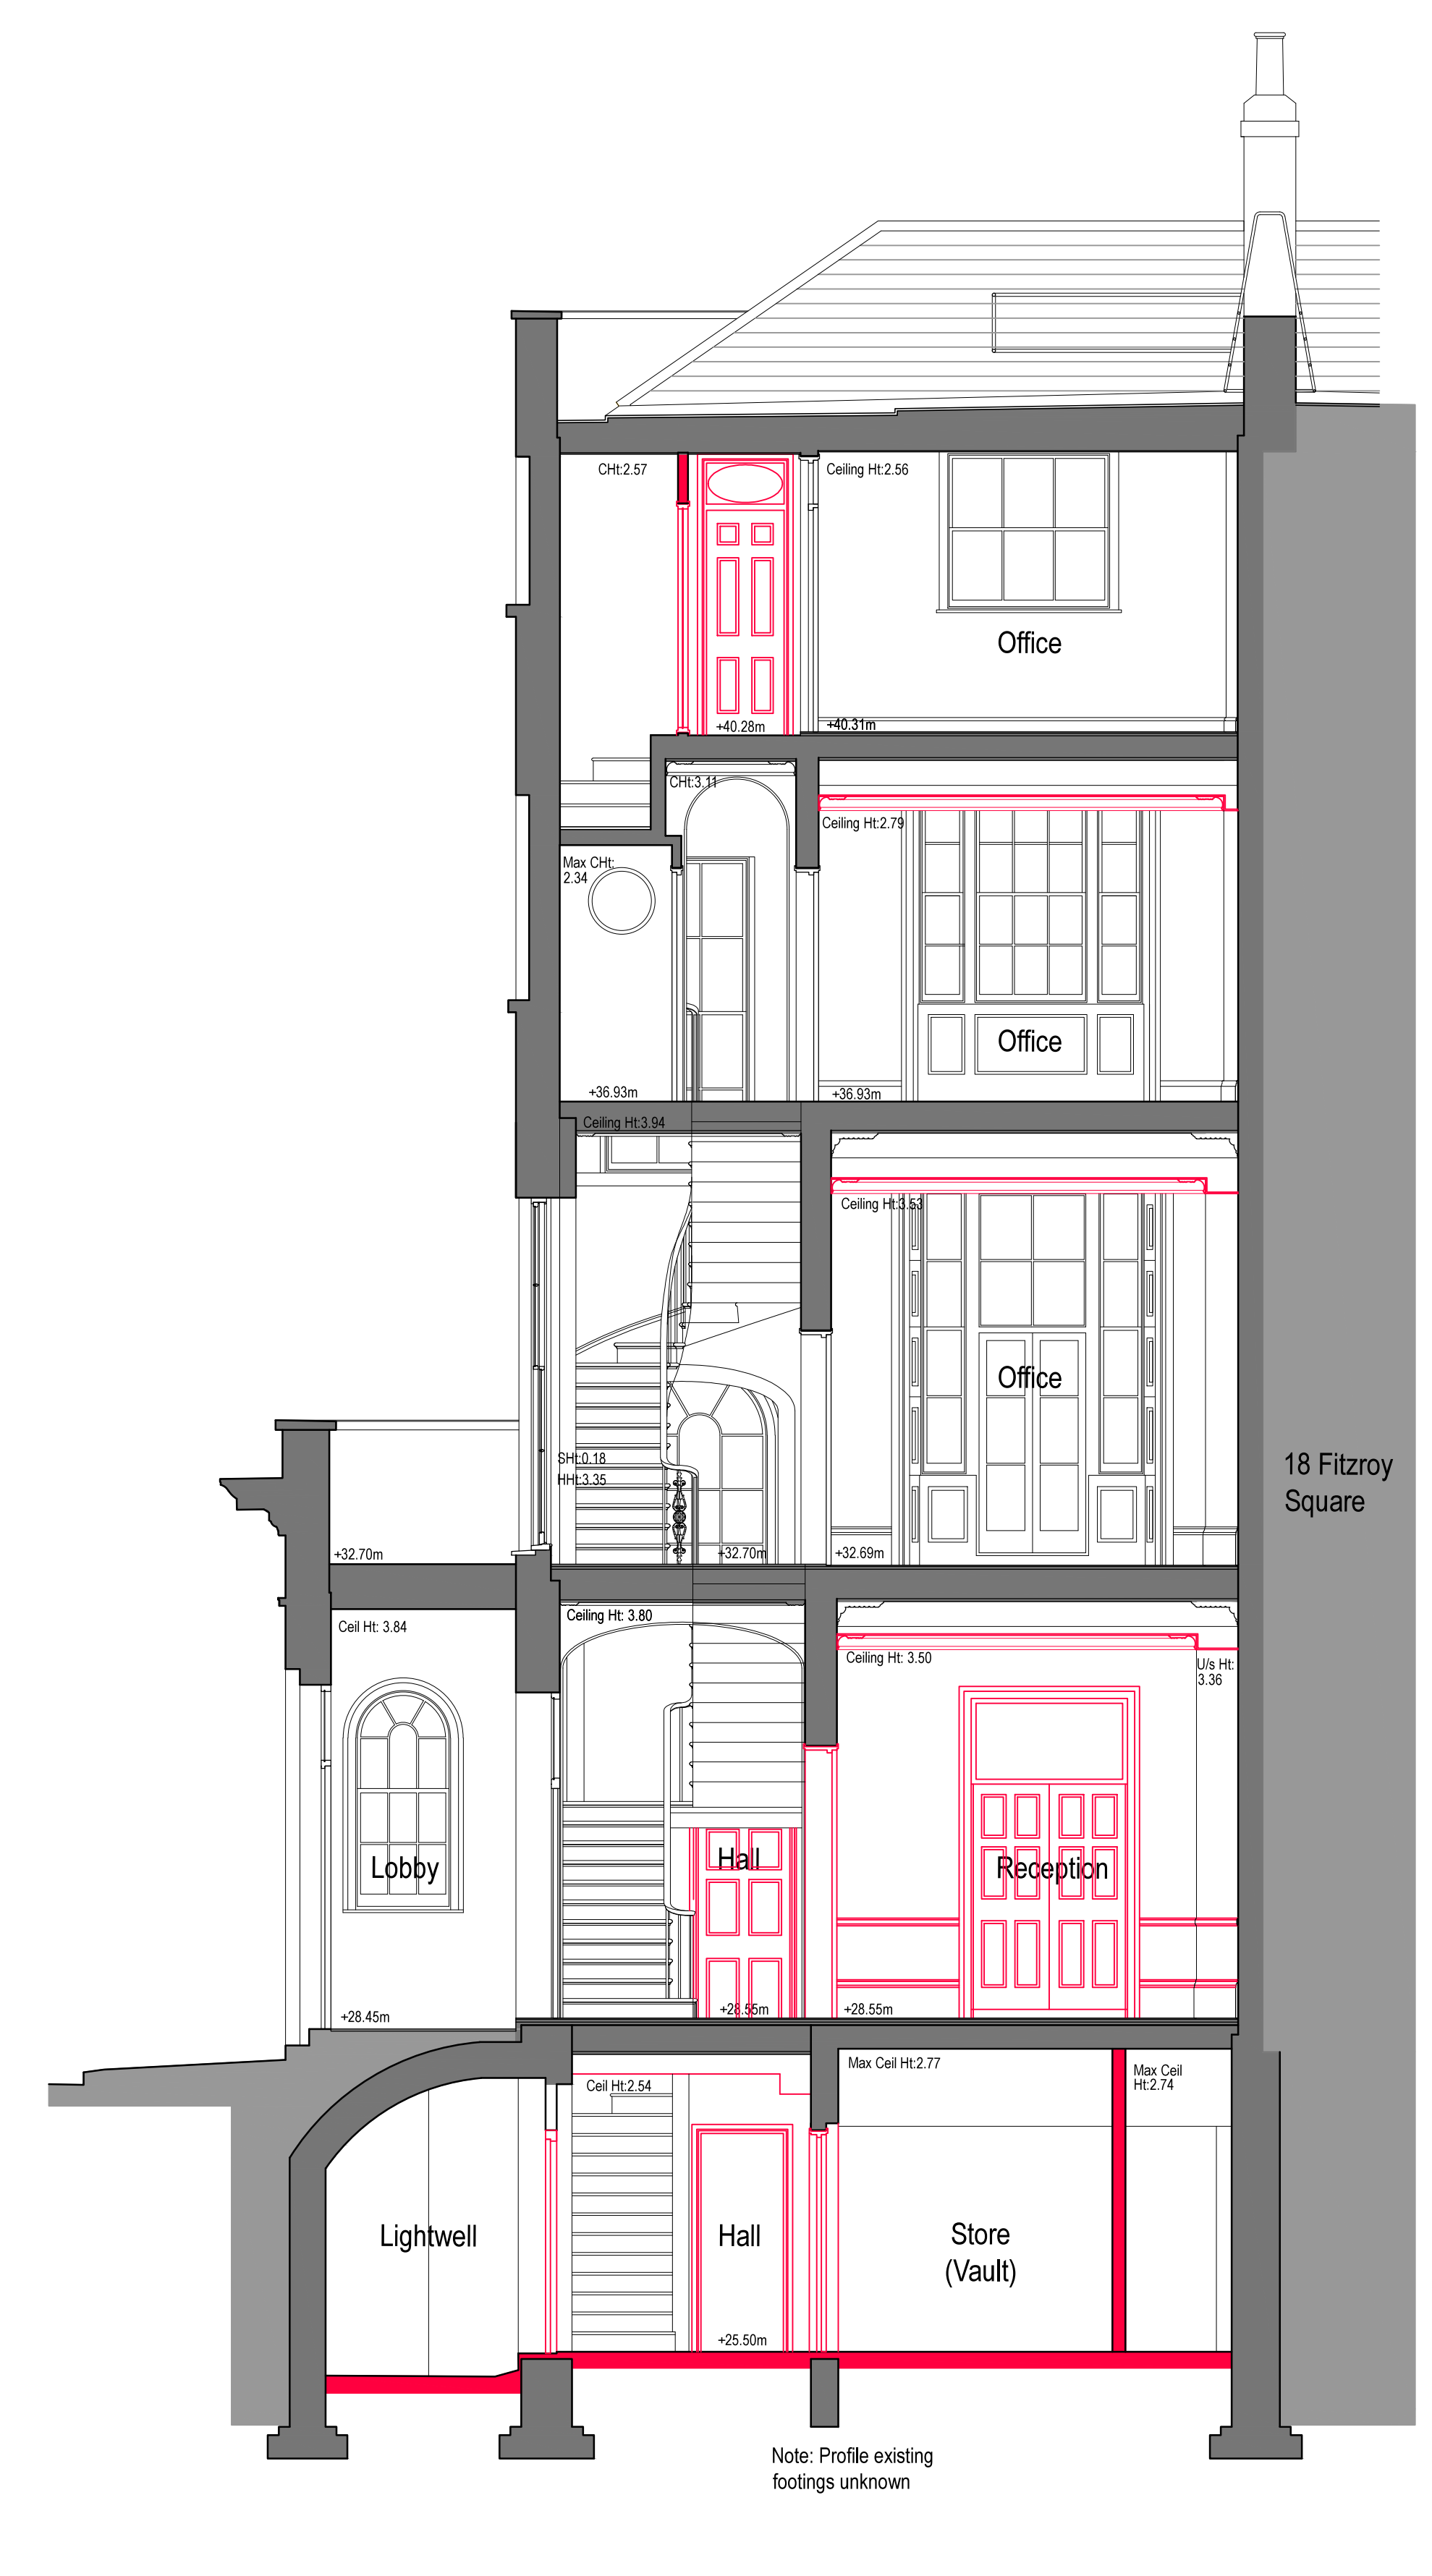 CHt:2.57
Ceiling Ht:2.56
Office
+40.28m
+40.31m
CHt:3.11
Ceiling Ht:2.79
Max CHt:
2.34
Office
+36.93m
+36.93m
Ceiling Ht:3.94
Ceiling Ht:3.53
Office
SHt:0.18
HHt:3.35
18 Fitzroy
Square
+32.70m
+32.70m
+32.69m
Ceil Ht: 3.84
Ceiling Ht: 3.80
Ceiling Ht: 3.50
U/s Ht:
3.36
Lobby
Hall
Reception
+28.45m
+28.55m
+28.55m
Ceil Ht:2.54
Max Ceil Ht:2.77
Max Ceil
Ht:2.74
Lightwell
Hall
Store
(Vault)
+25.50m
Note: Profile existing
footings unknown